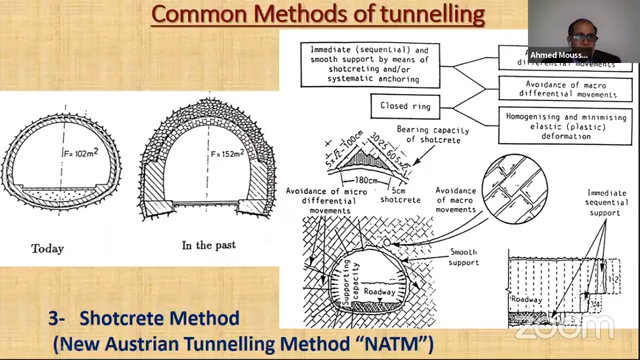 Common Methods of tunnelling
Ahmed Mouss...
Immediate (sequential) and
smooth support by means of
shotcreting and/or
systematic anchoring
differential movements
Avoidance of macro
differential movements
Closed ring
Homogenising and minimising
elastic (plastic)
deformation
Bearing capacity
of shotcrete
180cm
5cm
shotcrete
F=102m²
F=152m²
Today
In the past
Avoidance of micro
differential
movements
Avoidance
of macro
movements
Immediate
sequential
support
Smooth
support
Supporting
capacity
Roadway
Roadway
3- Shotcrete Method
(New Austrian Tunnelling Method “NATM”)
zoom